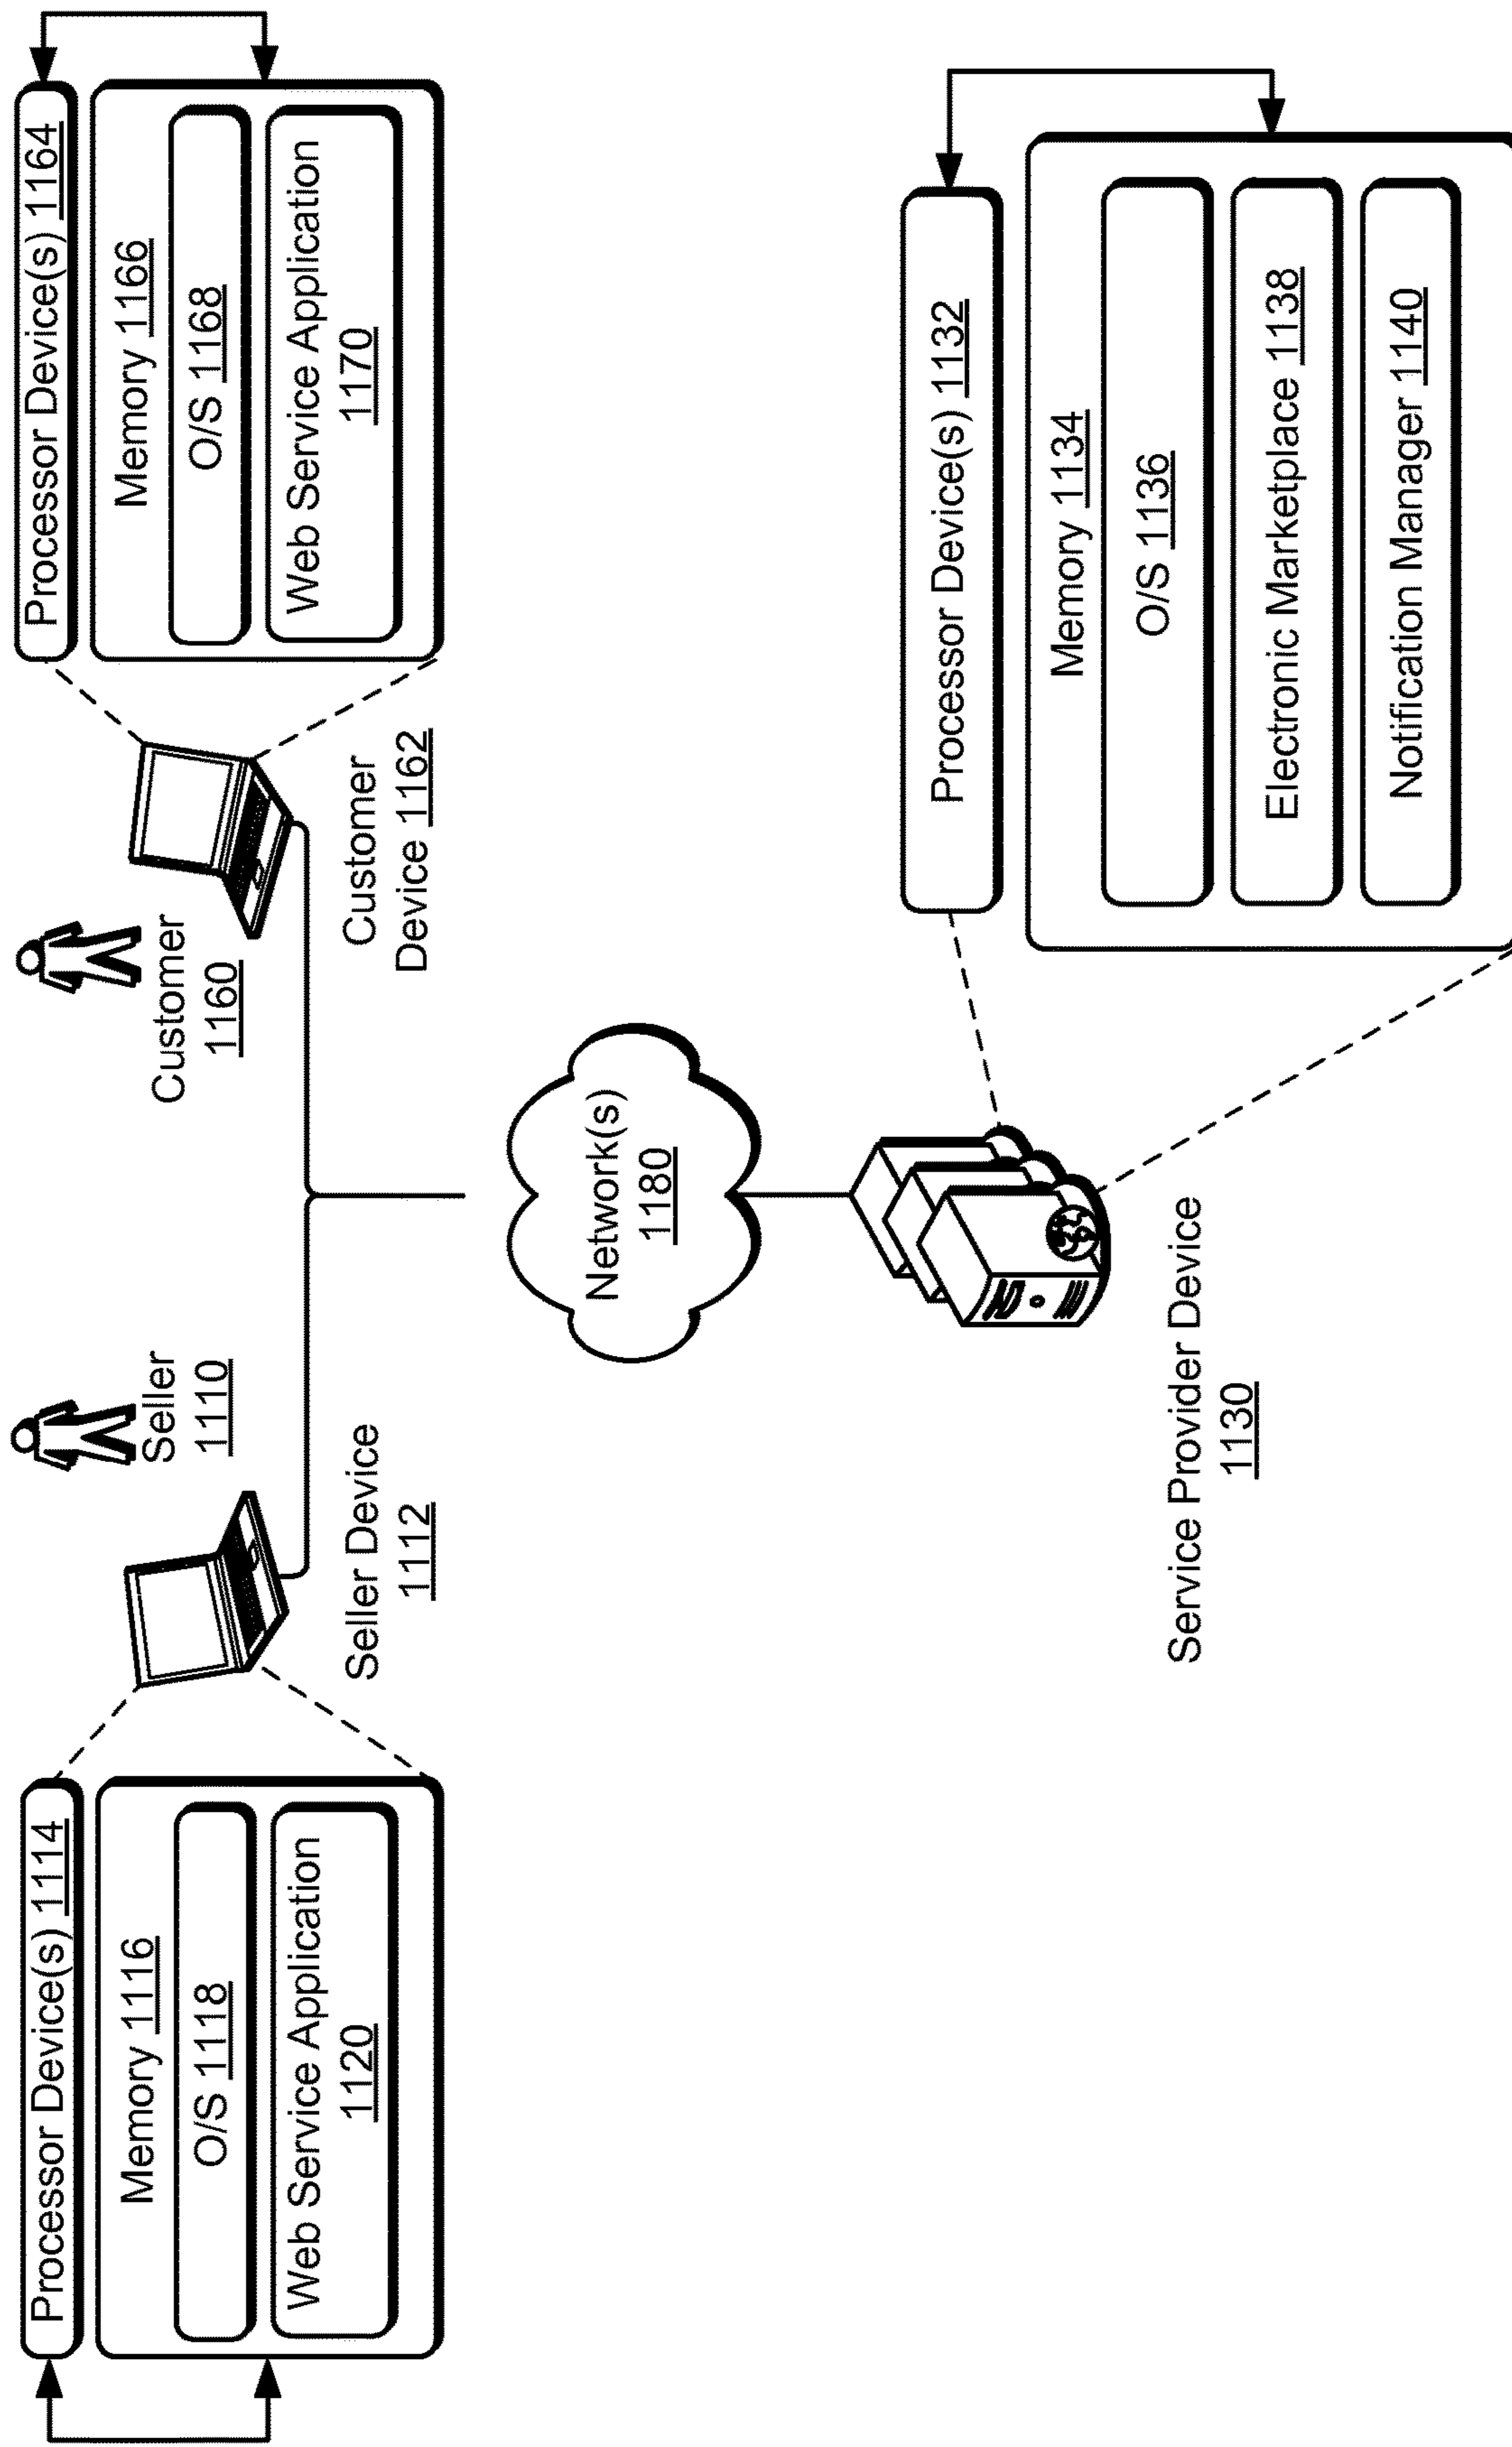 Processor Device(s) 1114
Memory 1116
O/S 1118
Web Service Application
1120
Seller
1110
Seller Device
1112
Customer
1160
Customer
Device 1162
Processor Device(s) 1164
Memory 1166
O/S 1168
Web Service Application
1170
Network(s)
1180
Service Provider Device
1130
Processor Device(s) 1132
Memory 1134
O/S 1136
Electronic Marketplace 1138
Notification Manager 1140